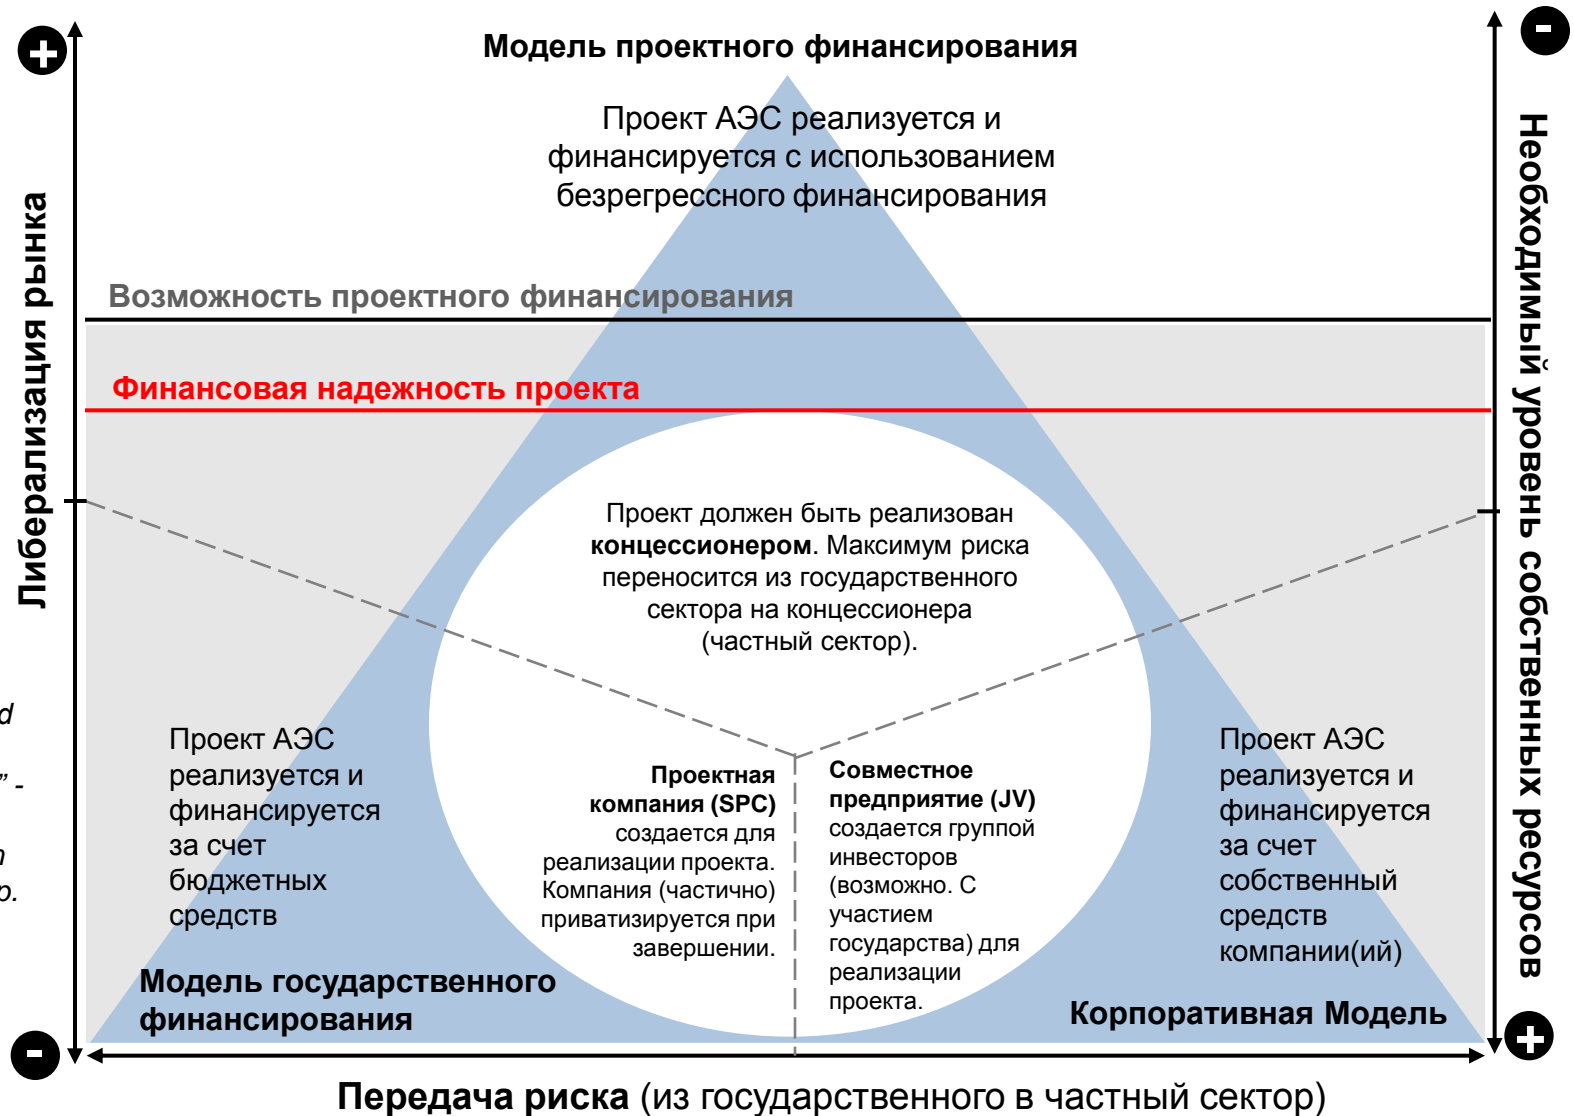 Модель проектного финансирования
Проект АЭС реализуется и
финансируется с использованием
безрегрессного финансирования
Либерализация рынка
Необходимый уровень собственных ресурсов
Возможность проектного финансирования
Финансовая надежность проекта
Проект должен быть реализован
концессионером. Максимум риска
переносится из государственного
сектора на концессионера
(частный сектор).
Проект АЭС
реализуется и
финансируется
за счет
бюджетных
средств
Модель государственного
финансирования
Проектная
компания (SPC)
создается для
реализации проекта.
Компания (частично)
приватизируется при
завершении.
Совместное
предприятие (JV)
создается группой
инвесторов
(возможно. С
участием
государства) для
реализации
проекта.
Проект АЭС
реализуется и
финансируется
за счет
собственный
средств
компании(ий)
Корпоративная Модель
Передача риска (из государственного в частный сектор)